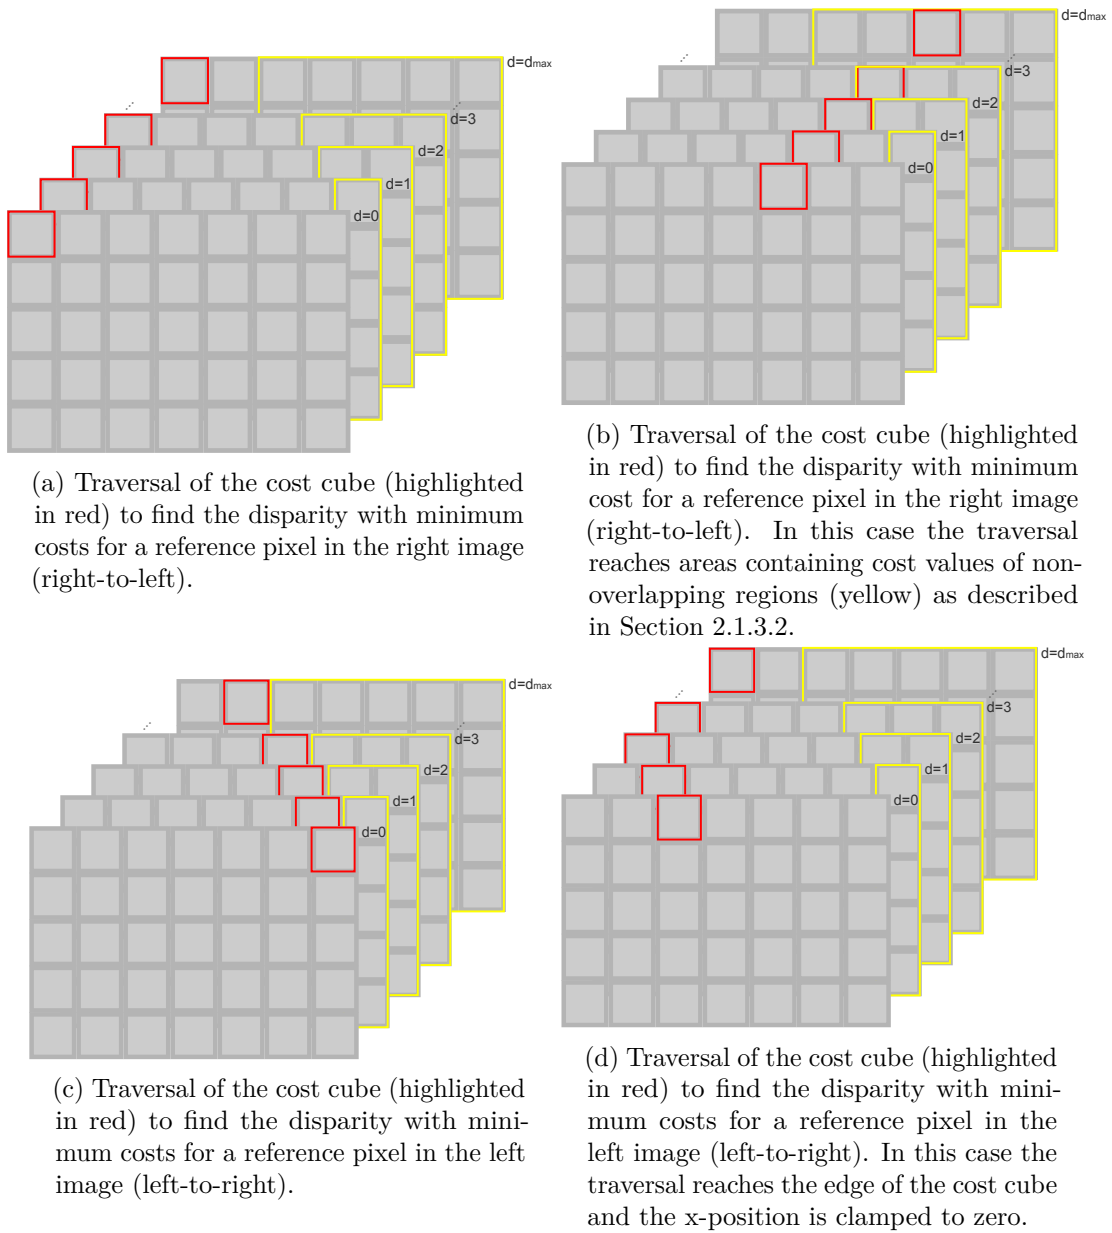 d=dmax
d=3
d=2
d=1
d=0
(a) Traversal of the cost cube (highlighted
in red) to find the disparity with minimum
costs for a reference pixel in the right image
(right-to-left).
d=dmax
d=3
d=2
d=1
d=0
(b) Traversal of the cost cube (highlighted
in red) to find the disparity with minimum
cost for a reference pixel in the right image
(right-to-left). In this case the traversal
reaches areas containing cost values of non-
overlapping regions (yellow) as described
in Section 2.1.3.2.
d=dmax
d=3
d=2
d=1
d=0
(c) Traversal of the cost cube (highlighted
in red) to find the disparity with mini-
mum costs for a reference pixel in the left
image (left-to-right).
d=dmax
d=3
d=2
d=1
d=0
(d) Traversal of the cost cube (highlighted
in red) to find the disparity with mini-
mum costs for a reference pixel in the
left image (left-to-right). In this case the
traversal reaches the edge of the cost cube
and the x-position is clamped to zero.